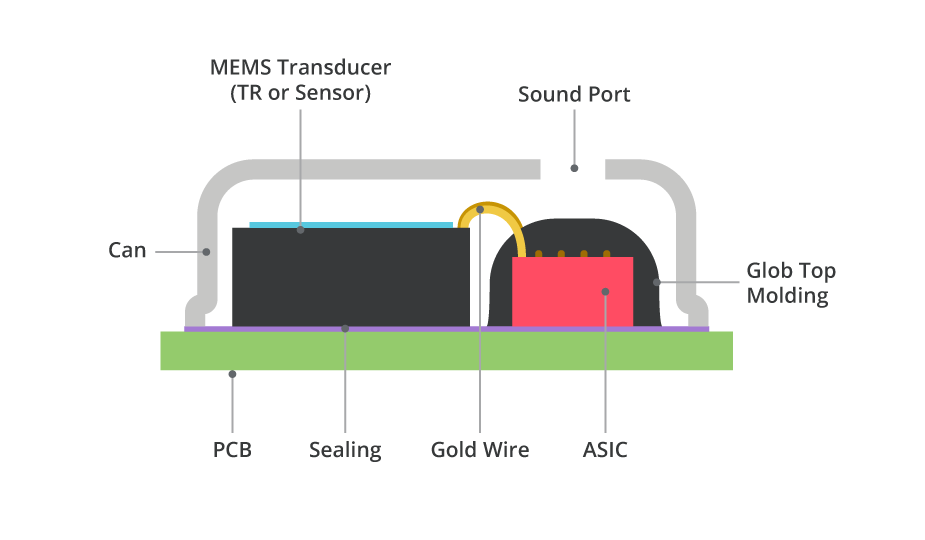 MEMS Transducer
(TR or Sensor)
Sound Port
Can
Glob Top
Molding
PCB
Sealing
Gold Wire
ASIC